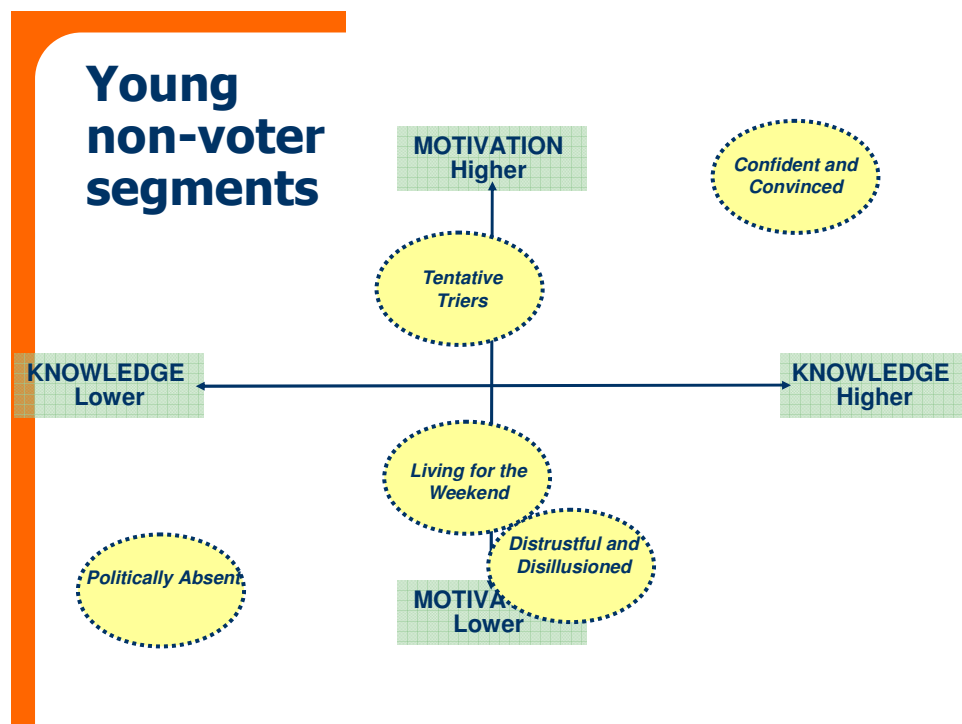 Young
non-voter
segments
MOTIVATION
Higher
Confident and
Convinced
Tentative
Triers
KNOWLEDGE
Lower
KNOWLEDGE
Higher
Living for the
Weekend
Distrustful and
Disillusioned
Politically Absent
MOTIVA
Lower